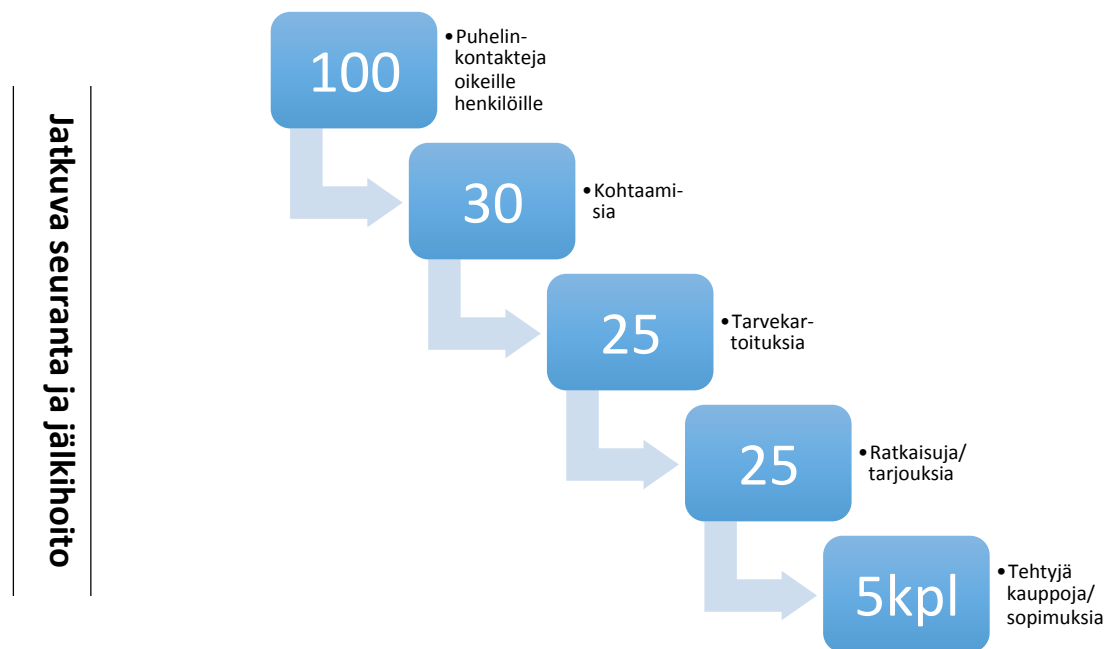 Jatkuva seuranta ja jälkihoito
100
•Puhelin-
kontakteja
oikeille
henkilöille
30
•Kohtaami-
sia
25
•Tarvekar-
toituksia
25
•Ratkaisuja/
tarjouksia
5kpl
•Tehtyjä
kauppoja/
sopimuksia